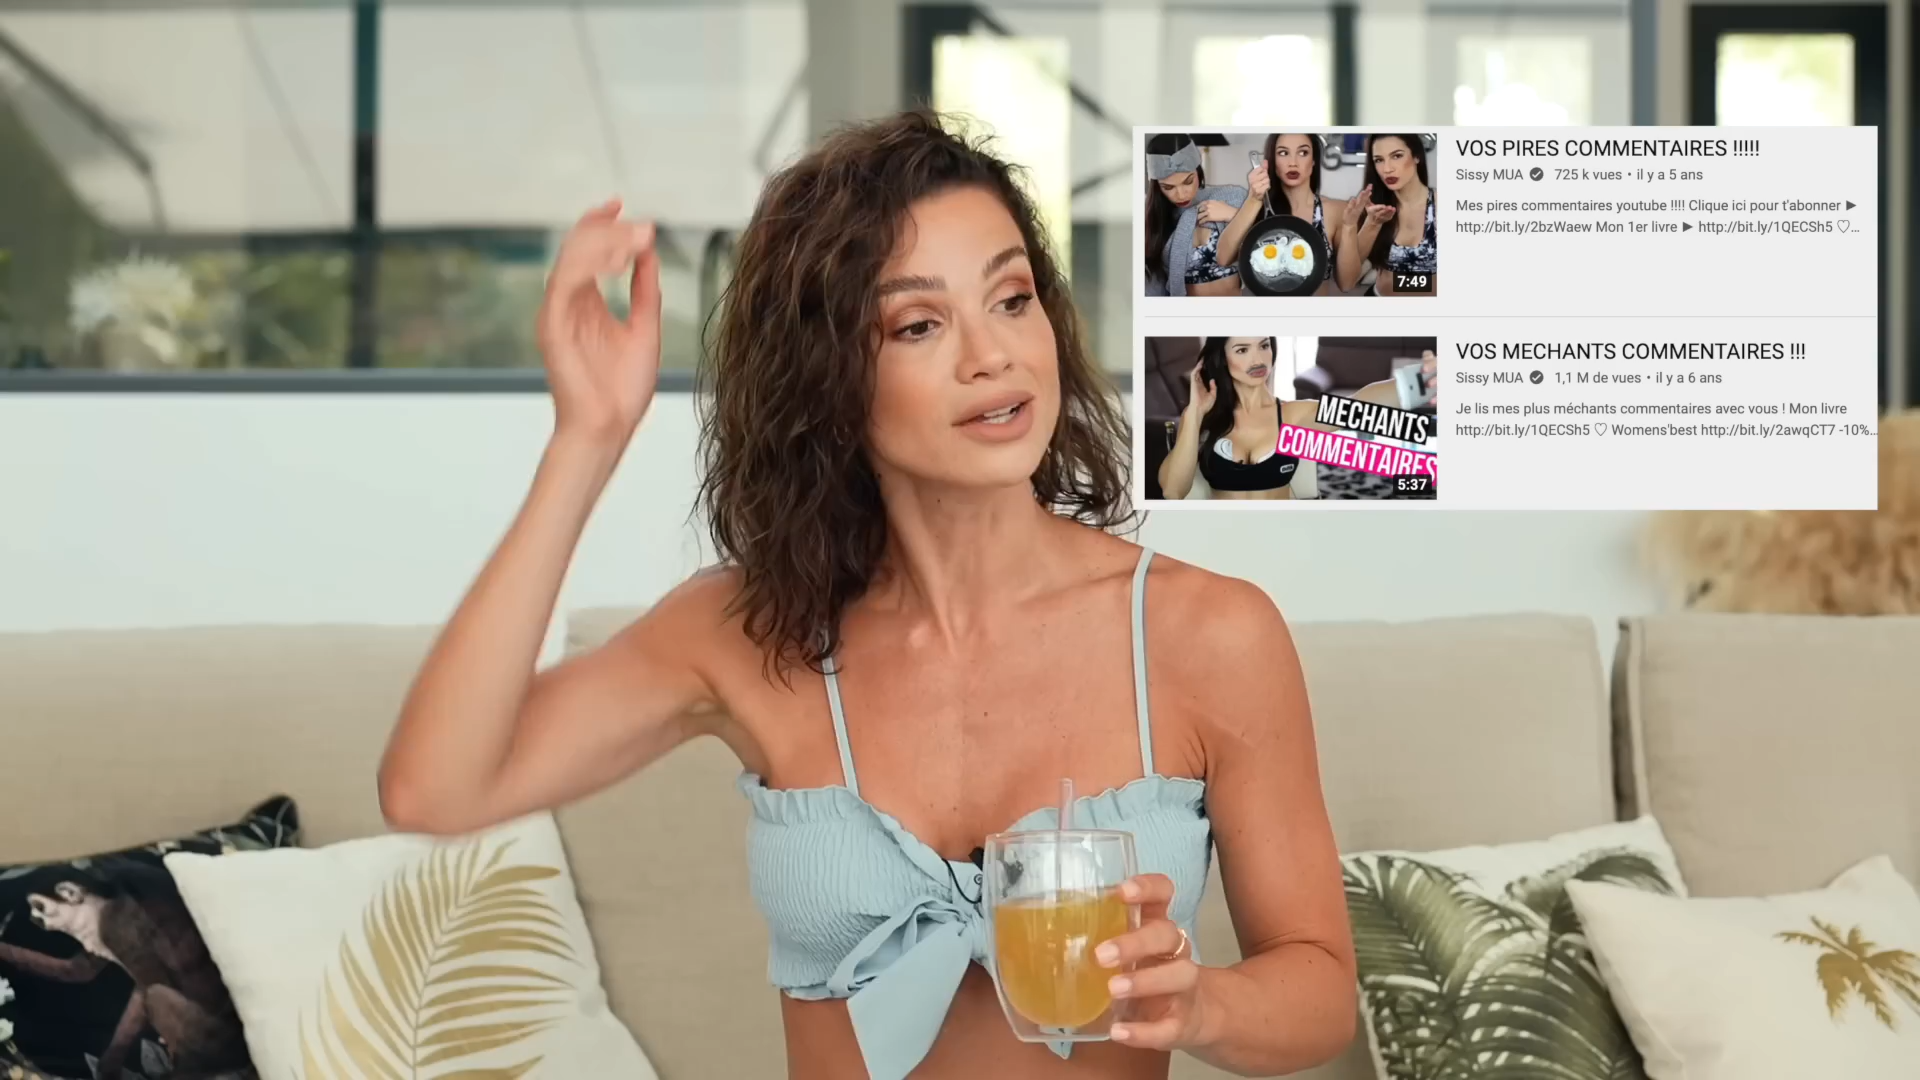 VOS PIRES COMMENTAIRES !!!!!
Sissy MUA 725 k vues • il y a 5 ans
Mes pires commentaires youtube !!!! Clique ici pour t'abonner ►
http://bit.ly/2bzWaew Mon 1er livre ► http://bit.ly/1QECSh5 ♡...
7:49
VOS MECHANTS COMMENTAIRES !!!
Sissy MUA 1,1 M de vues • il y a 6 ans
Je lis mes plus méchants commentaires avec vous ! Mon livre
http://bit.ly/1QECSh5 ♡ Womens'best http://bit.ly/2awqCT7 -10%...
MECHANTS
COMMENTAIRES
5:37